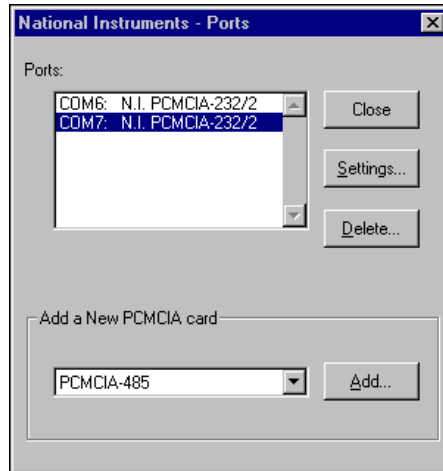 National Instruments - Ports
Ports:
COM6: N.I. PCMCIA-232/2
COM7: N.I. PCMCIA-232/2
Close
Settings...
Delete...
Add a New PCMCIA card
PCMCIA-485
Add...